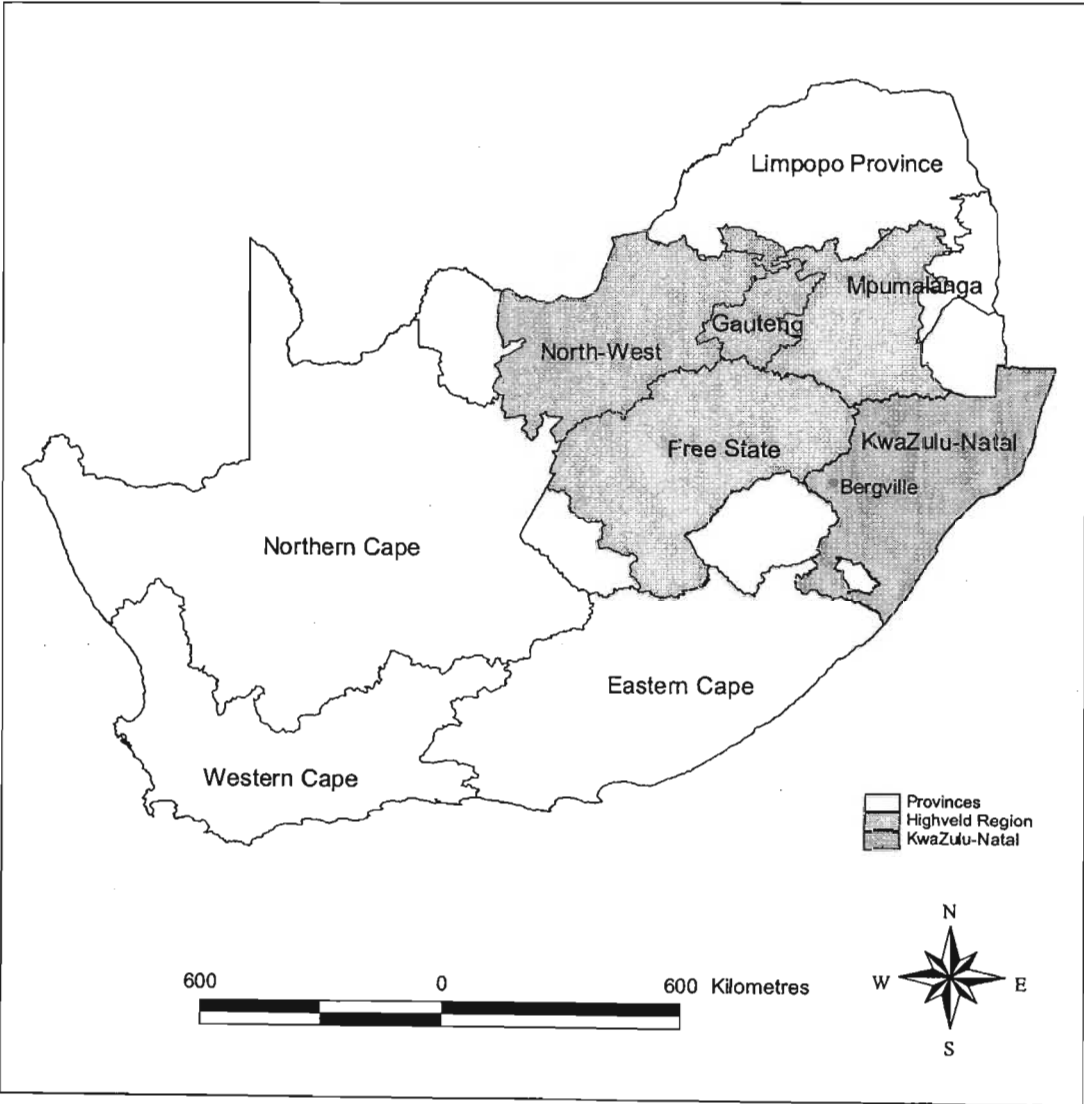 Limpopo Province
Mpumalanga
Gauteng
North-West
Free State
KwaZulu-Natal
Bergville
Northern Cape
Eastern Cape
Western Cape
Provinces
Highveld Region
KwaZulu-Natal
N
W E
S
600 0 600 Kilometres